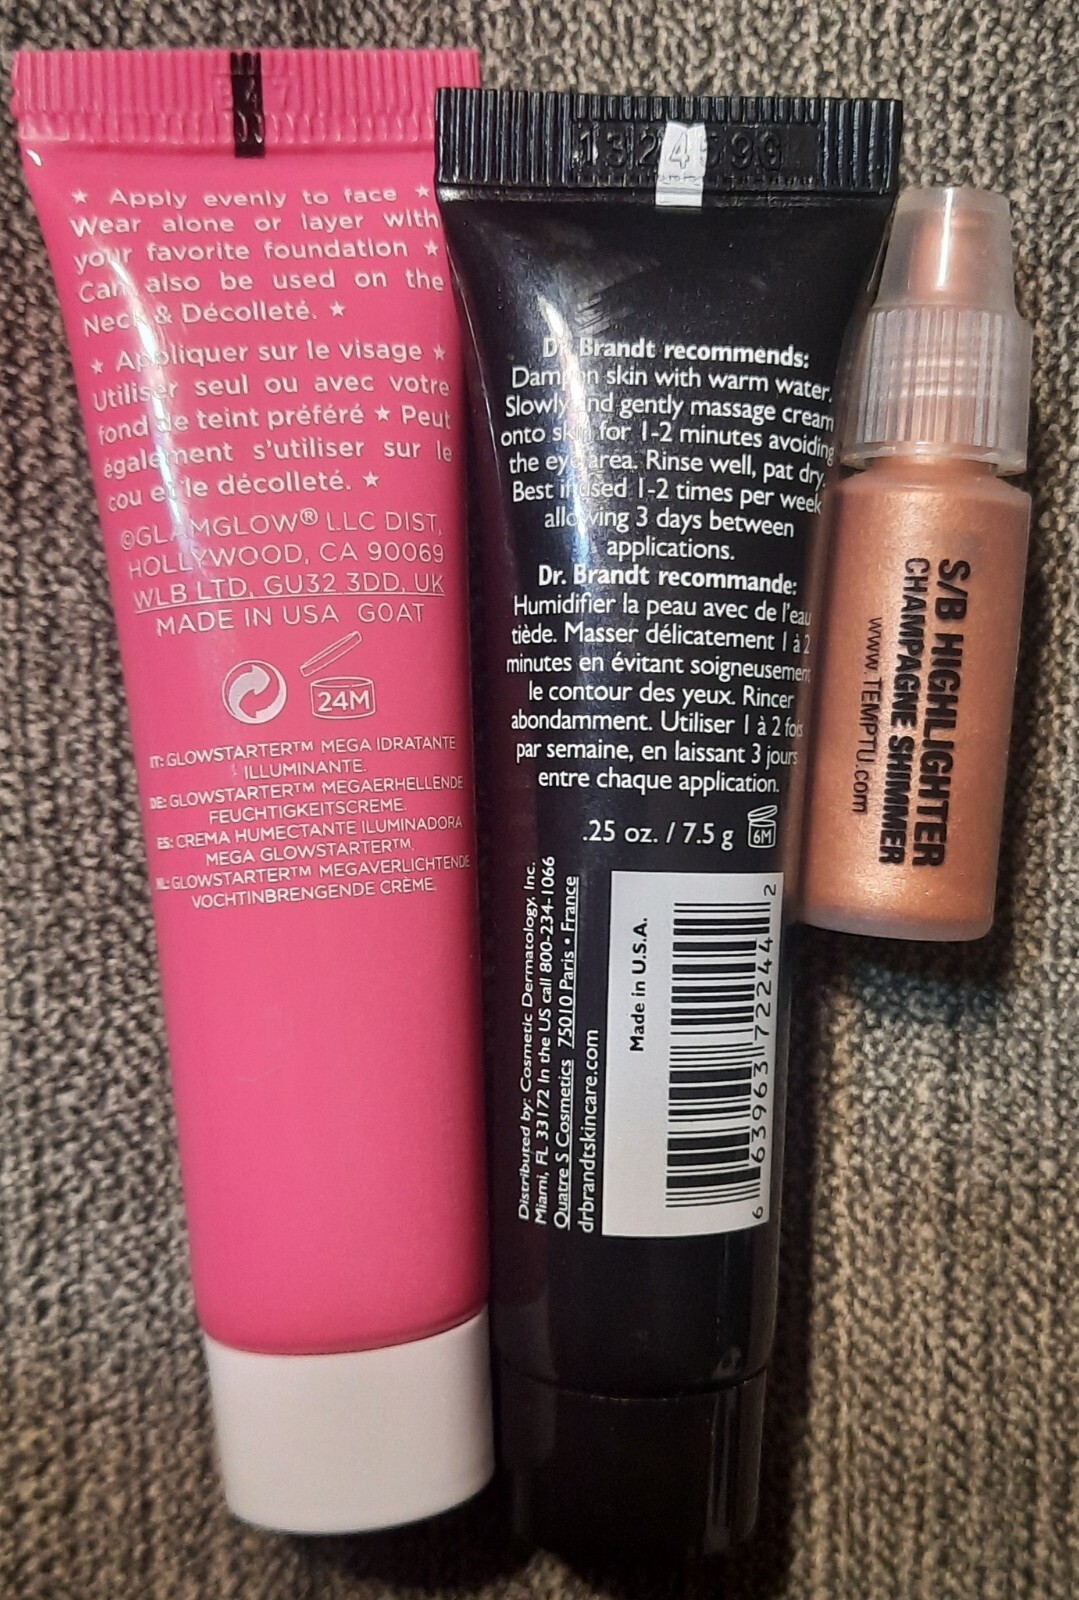 ★ Apply evenly to face ★
Wear alone or layer with
your favorite foundation ★
Can also be used on the
Neck & Décolleté. ★
★ Appliquer sur le visage ★
Utiliser seul ou avec votre
fond de teint préféré ★ Peut
également s'utiliser sur le
cou et le décolleté. ★
©GLAMGLOW® LLC DIST,
HOLLYWOOD, CA 90069
WLB LTD, GU32 3DD, UK
MADE IN USA GOAT
24M
IT: GLOWSTARTER™ MEGA IDRATANTE
ILLUMINANTE.
DE: GLOWSTARTER™ MEGAERHELLENDE
FEUCHTIGKEITSCREME.
ES: CREMA HUMECTANTE ILUMINADORA
MEGA GLOWSTARTER™.
NL: GLOWSTARTER™ MEGAVERLICHTENDE
VOCHTINBRENGENDE CRÈME.
Dr. Brandt recommends:
Dampen skin with warm water.
Slowly and gently massage cream
onto skin for 1-2 minutes avoiding
the eye area. Rinse well, pat dry.
Best if used 1-2 times per week
allowing 3 days between
applications.
Dr. Brandt recommande:
Humidifier la peau avec de l'eau
tiède. Masser délicatement 1 à 2
minutes en évitant soigneusement
le contour des yeux. Rincer
abondamment. Utiliser 1 à 2 fois
par semaine, en laissant 3 jours
entre chaque application.
.25 oz. / 7.5 g 6M
Distributed by: Cosmetic Dermatology, Inc.
Miami, FL 33172 In the US call 800-234-1066
Quatre S Cosmetics 75010 Paris • France
drbrandtskincare.com
Made in U.S.A.
6 63963 72244 2
S/B HIGHLIGHTER
CHAMPAGNE SHIMMER
www.TEMPTU.com